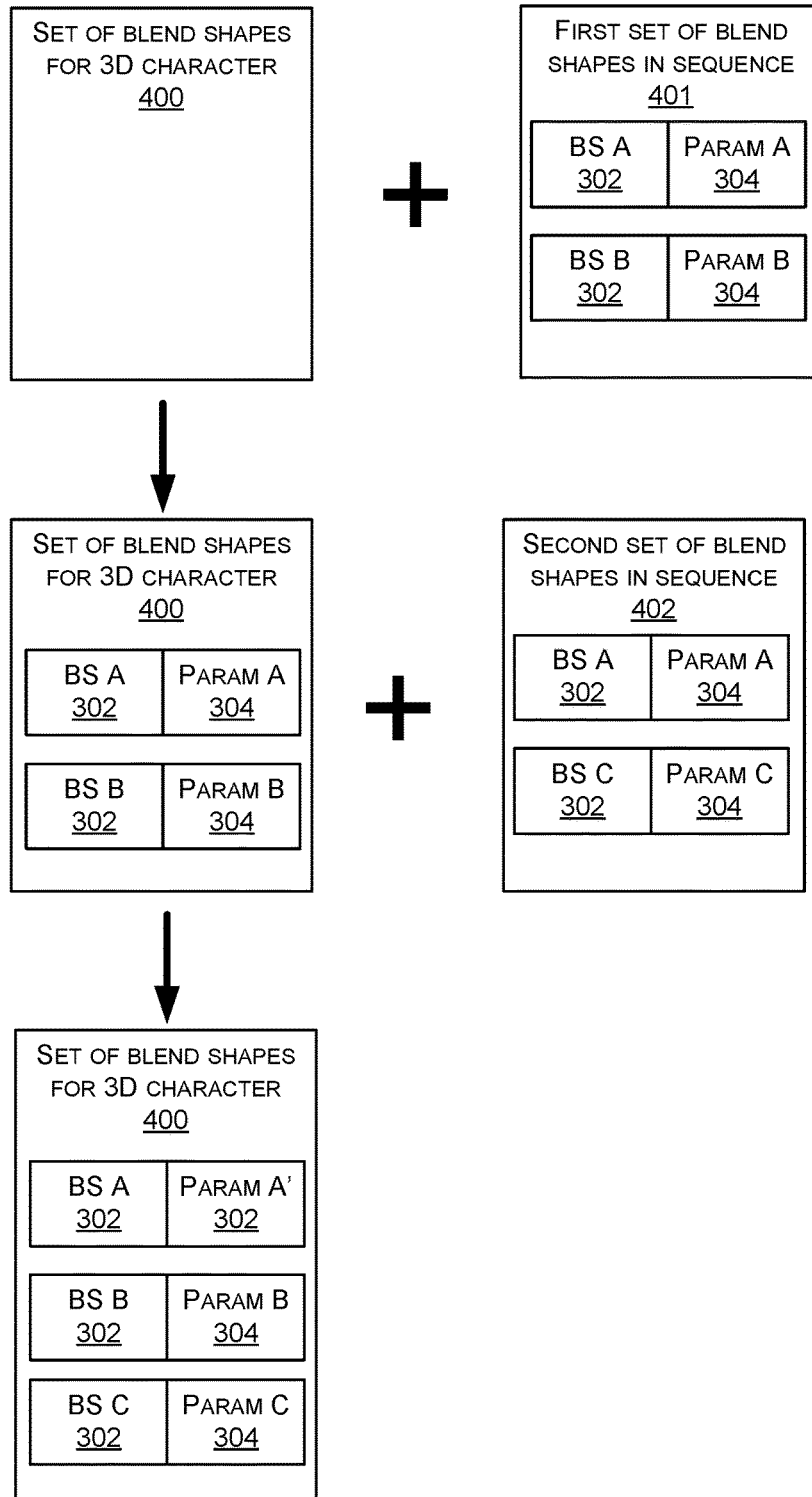 SET OF BLEND SHAPES
FOR 3D CHARACTER
400
FIRST SET OF BLEND
SHAPES IN SEQUENCE
401
BS A PARAM A
302 304
BS B PARAM B
302 304
SET OF BLEND SHAPES
FOR 3D CHARACTER
400
BS A PARAM A
302 304
BS B PARAM B
302 304
SECOND SET OF BLEND
SHAPES IN SEQUENCE
402
BS A PARAM A
302 304
BS C PARAM C
302 304
SET OF BLEND SHAPES
FOR 3D CHARACTER
400
BS A PARAM A’
302 302
BS B PARAM B
302 304
BS C PARAM C
302 304